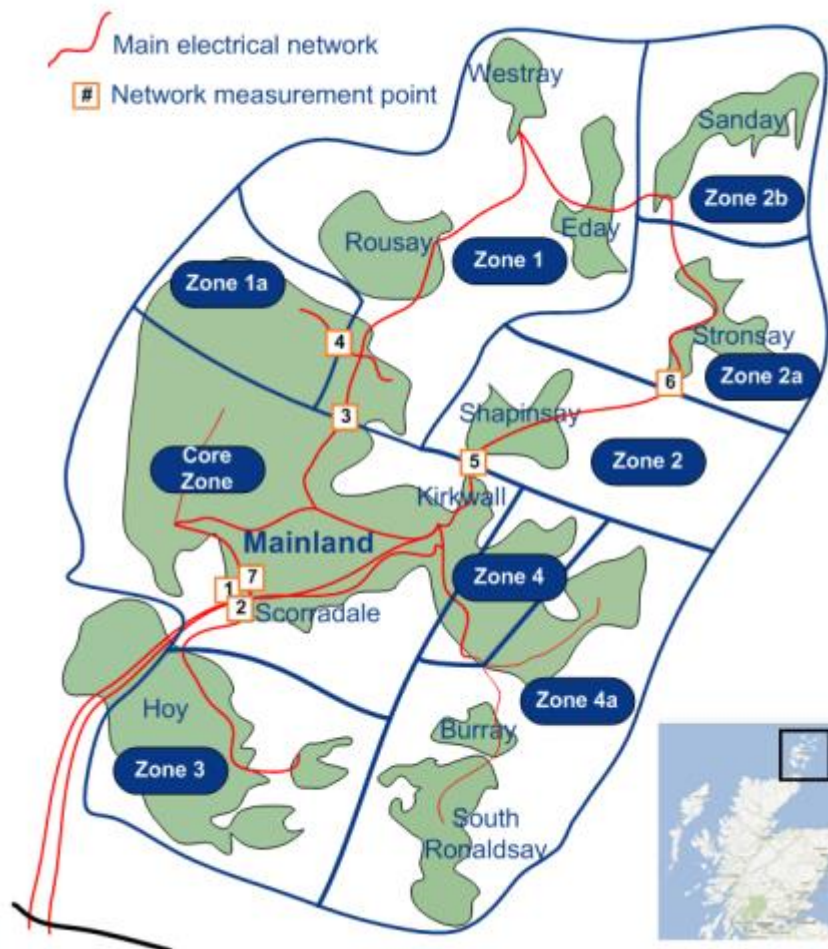 Main electrical network
# Network measurement point
Westray
Sanday
Zone 2b
Rousay
Eday
Zone 1
Zone 1a
4
Stronsay
6
Zone 2a
3
Shapinsay
Core
Zone
5
Zone 2
Kirkwall
Mainland
7
1
2
Scorradale
Zone 4
Hoy
Zone 4a
Burray
Zone 3
South
Ronaldsay